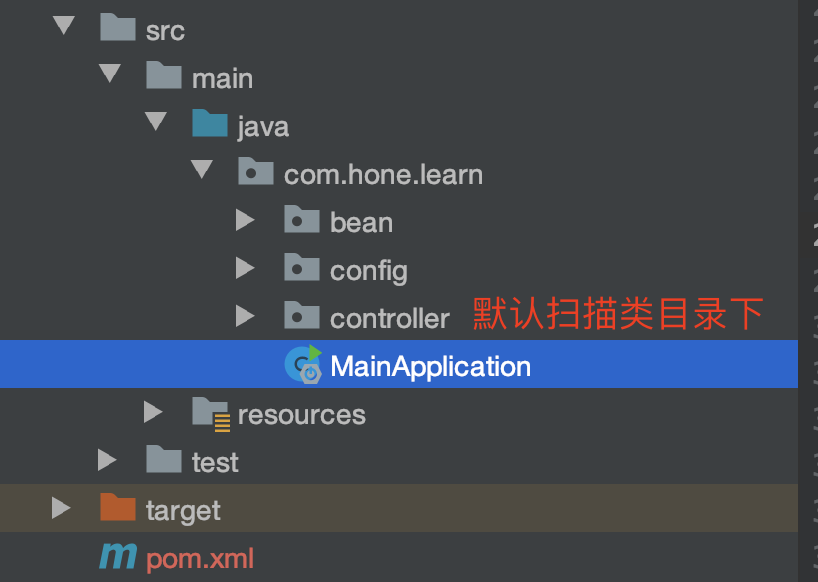 src
main
java
com.hone.learn
bean
config
controller 默认扫描类目录下
MainApplication
resources
test
target
pom.xml